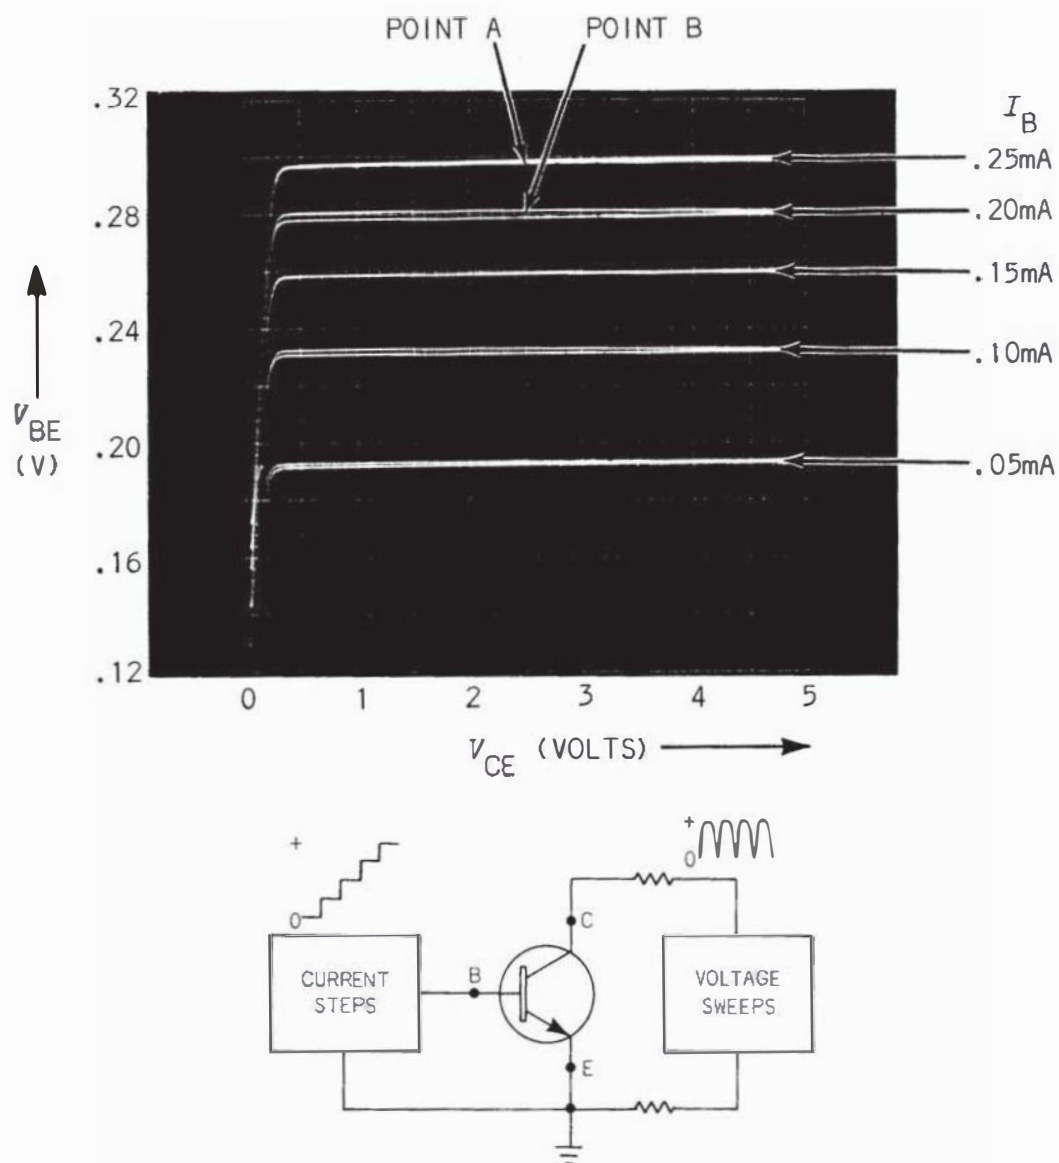 POINT A POINT B
.32
I_B
.25mA
.28
.20mA
.15mA
.24
.10mA
V_BE
(V)
.20
.05mA
.16
.12
0 1 2 3 4 5
V_CE (VOLTS)
+
0
+
0
C
CURRENT
STEPS
B
VOLTAGE
SWEEPS
E